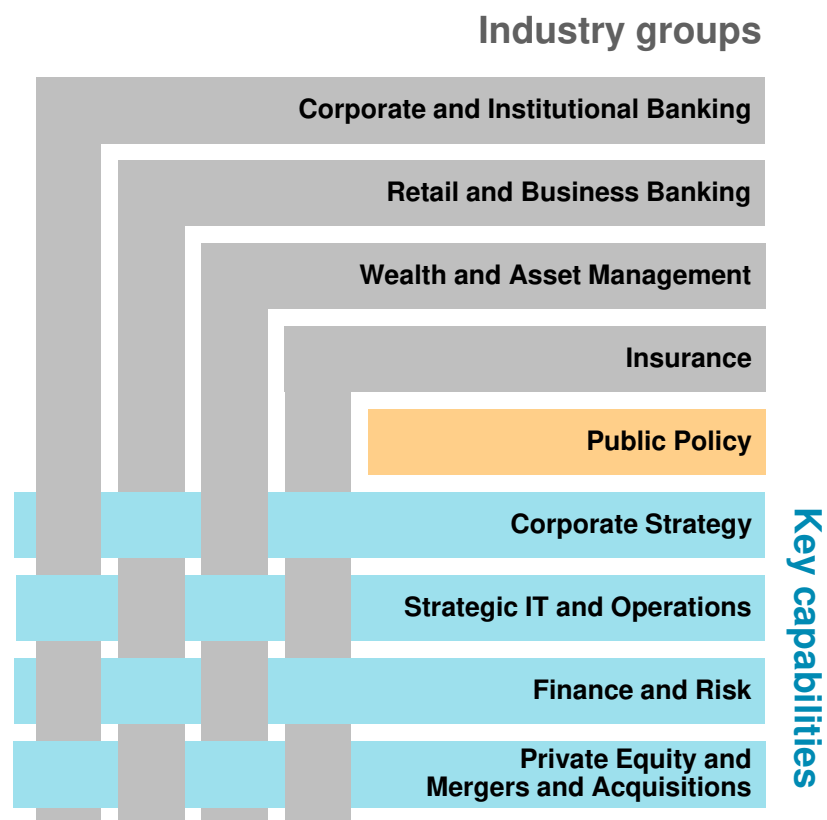 Industry groups
Corporate and Institutional Banking
Retail and Business Banking
Wealth and Asset Management
Insurance
Public Policy
Corporate Strategy
Strategic IT and Operations
Finance and Risk
Private Equity and
Mergers and Acquisitions
Key capabilities